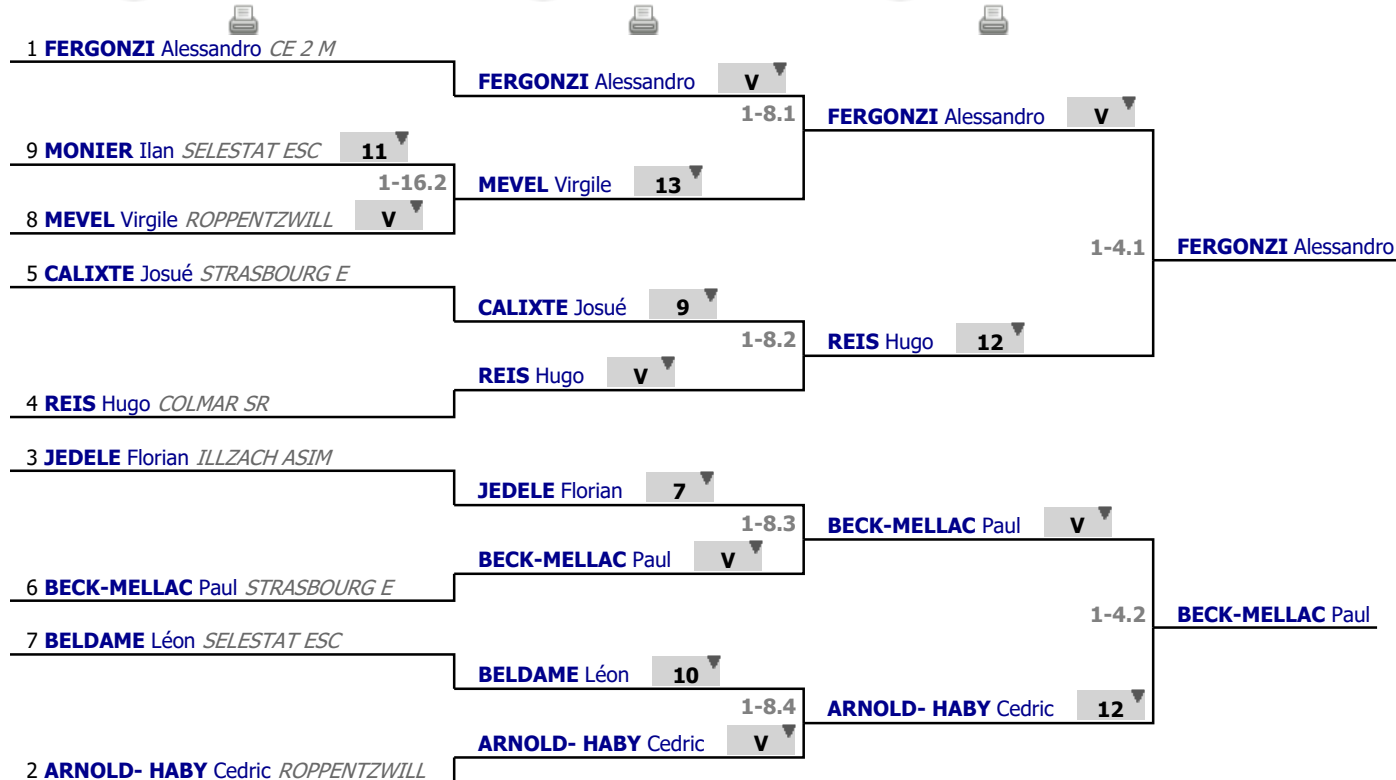 1 FERGONZI Alessandro CE 2 M
FERGONZI Alessandro V
1-8.1
FERGONZI Alessandro V
9 MONIER Ilan SELESTAT ESC 11
1-16.2
MEVEL Virgile 13
8 MEVEL Virgile ROPPENTZWILL V
1-4.1
FERGONZI Alessandro
5 CALIXTE Josué STRASBOURG E
CALIXTE Josué 9
1-8.2
REIS Hugo 12
REIS Hugo V
4 REIS Hugo COLMAR SR
3 JEDELE Florian ILLZACH ASIM
JEDELE Florian 7
1-8.3
BECK-MELLAC Paul V
BECK-MELLAC Paul V
6 BECK-MELLAC Paul STRASBOURG E
1-4.2
BECK-MELLAC Paul
7 BELDAME Léon SELESTAT ESC
BELDAME Léon 10
1-8.4
ARNOLD- HABY Cedric 12
ARNOLD- HABY Cedric V
2 ARNOLD- HABY Cedric ROPPENTZWILL